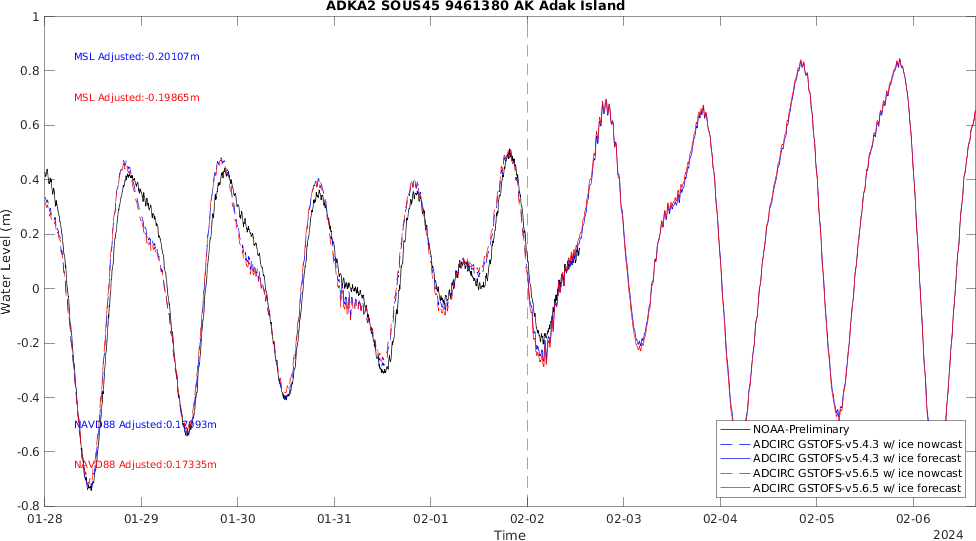 ADKA2 SOUS45 9461380 AK Adak Island
1
0.8
0.6
0.4
0.2
0
-0.2
-0.4
-0.6
-0.8
Water Level (m)
MSL Adjusted:-0.20107m
MSL Adjusted:-0.19865m
NAVD88 Adjusted:0.17093m
NAVD88 Adjusted:0.17335m
NOAA-Preliminary
ADCIRC GSTOFS-v5.4.3 w/ ice nowcast
ADCIRC GSTOFS-v5.4.3 w/ ice forecast
ADCIRC GSTOFS-v5.6.5 w/ ice nowcast
ADCIRC GSTOFS-v5.6.5 w/ ice forecast
01-28 01-29 01-30 01-31 02-01 02-02 02-03 02-04 02-05 02-06
Time
2024